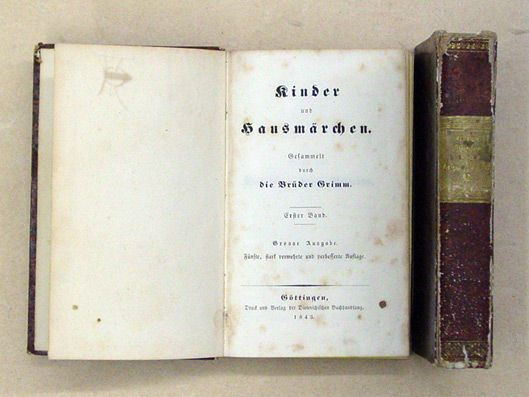 Kinder
und
Hausmärchen.
Gesammelt
durch
die Brüder Grimm.
Erster Band.
Grosse Ausgabe.
Fünfte, stark vermehrte und verbesserte Auflage.
Göttingen,
Druck und Verlag der Dieterichschen Buchhandlung.
1843.